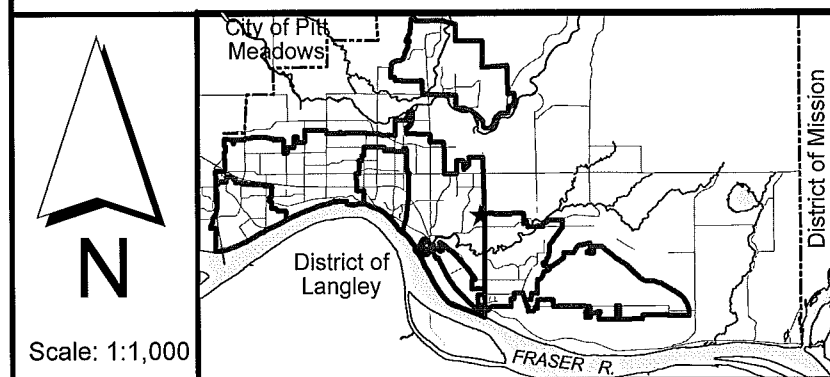 City of Pitt
Meadows
District of Mission
District of
Langley
N
FRASER R.
Scale: 1:1,000